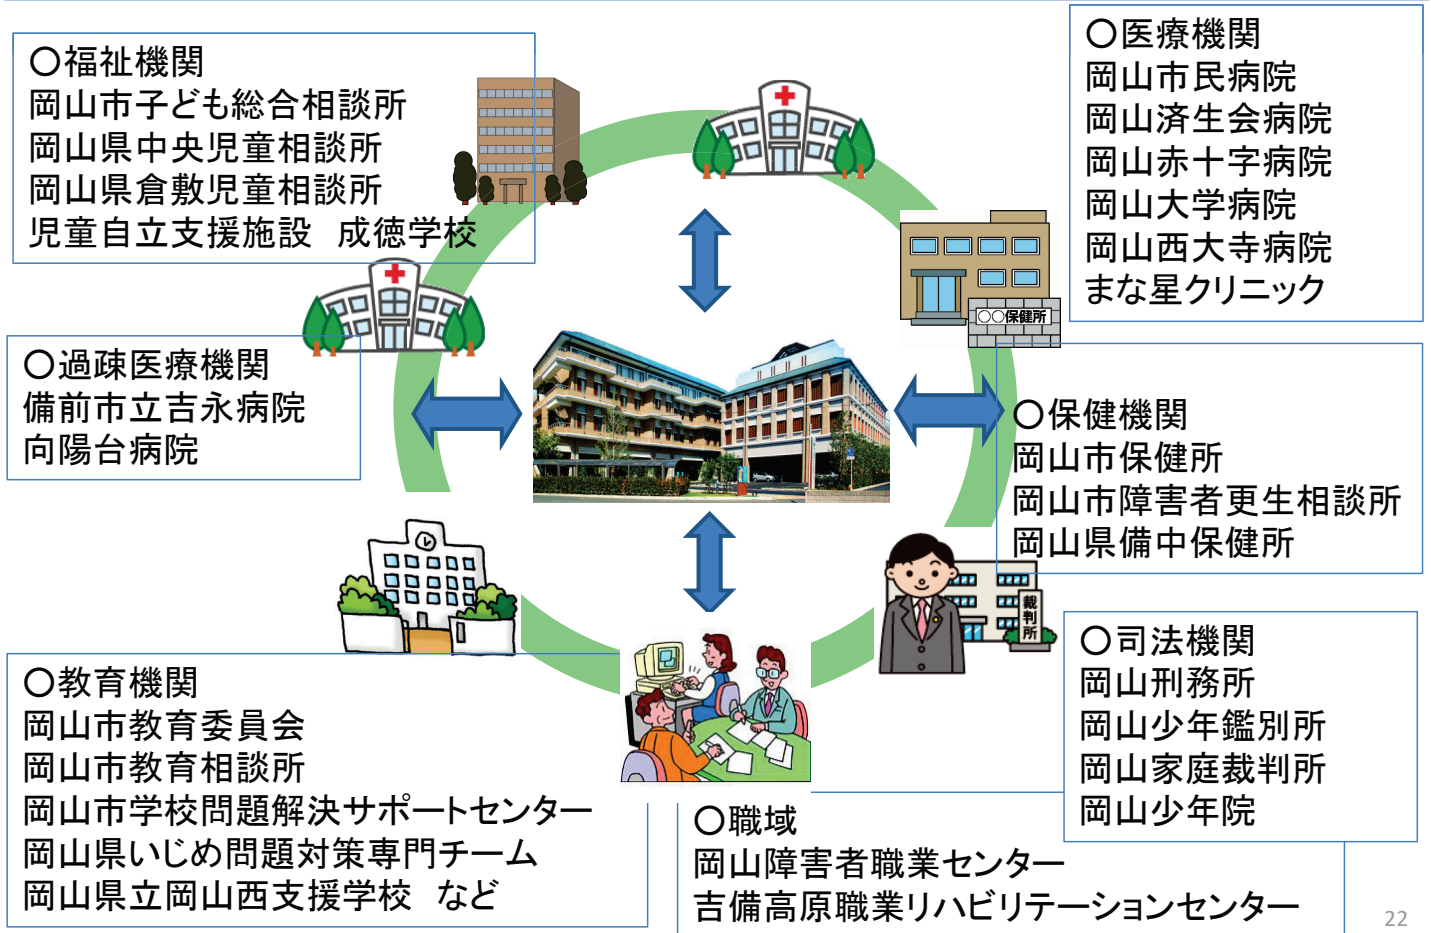 〇福祉機関
岡山市子ども総合相談所
岡山県中央児童相談所
岡山県倉敷児童相談所
児童自立支援施設　成徳学校
〇医療機関
岡山市民病院
岡山済生会病院
岡山赤十字病院
岡山大学病院
岡山西大寺病院
まな星クリニック
〇〇保健所
〇過疎医療機関
備前市立吉永病院
向陽台病院
〇保健機関
岡山市保健所
岡山市障害者更生相談所
岡山県備中保健所
裁判所
〇司法機関
岡山刑務所
岡山少年鑑別所
岡山家庭裁判所
岡山少年院
〇教育機関
岡山市教育委員会
岡山市教育相談所
岡山市学校問題解決サポートセンター
岡山県いじめ問題対策専門チーム
岡山県立岡山西支援学校　など
〇職域
岡山障害者職業センター
吉備高原職業リハビリテーションセンター
22